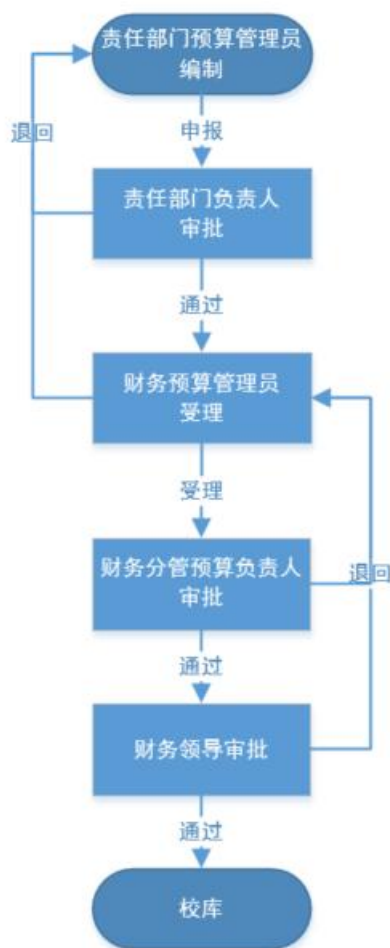 责任部门预算管理员
编制
退回
申报
责任部门负责人
审批
通过
财务预算管理员
受理
受理
财务分管预算负责人
审批
退回
通过
财务领导审批
通过
校库